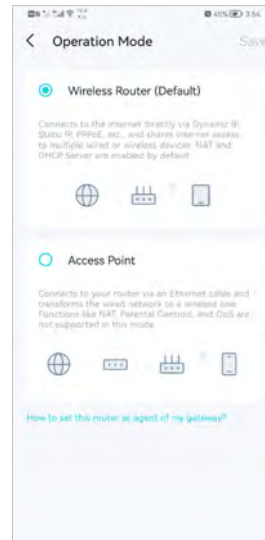 45% 3:54
Operation Mode Save
Wireless Router (Default)
Connects to the internet directly via Dynamic IP,
Static IP, PPPoE, etc., and shares internet access
to multiple wired or wireless devices. NAT and
DHCP Server are enabled by default.
Access Point
Connects to your router via an Ethernet cable and
transforms the wired network to a wireless one.
Functions like NAT, Parental Controls, and QoS are
not supported in this mode.
How to set this router as agent of my gateway?